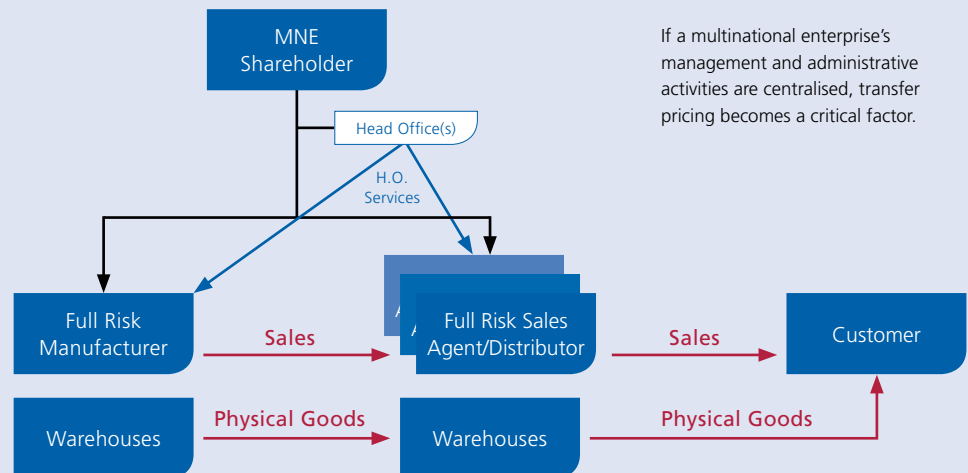 MNE
Shareholder
If a multinational enterprise’s
management and administrative
activities are centralised, transfer
pricing becomes a critical factor.
Head Office(s)
H.O.
Services
Full Risk
Manufacturer
Sales
A
A
Full Risk Sales
Agent/Distributor
Sales
Customer
Warehouses
Physical Goods
Warehouses
Physical Goods